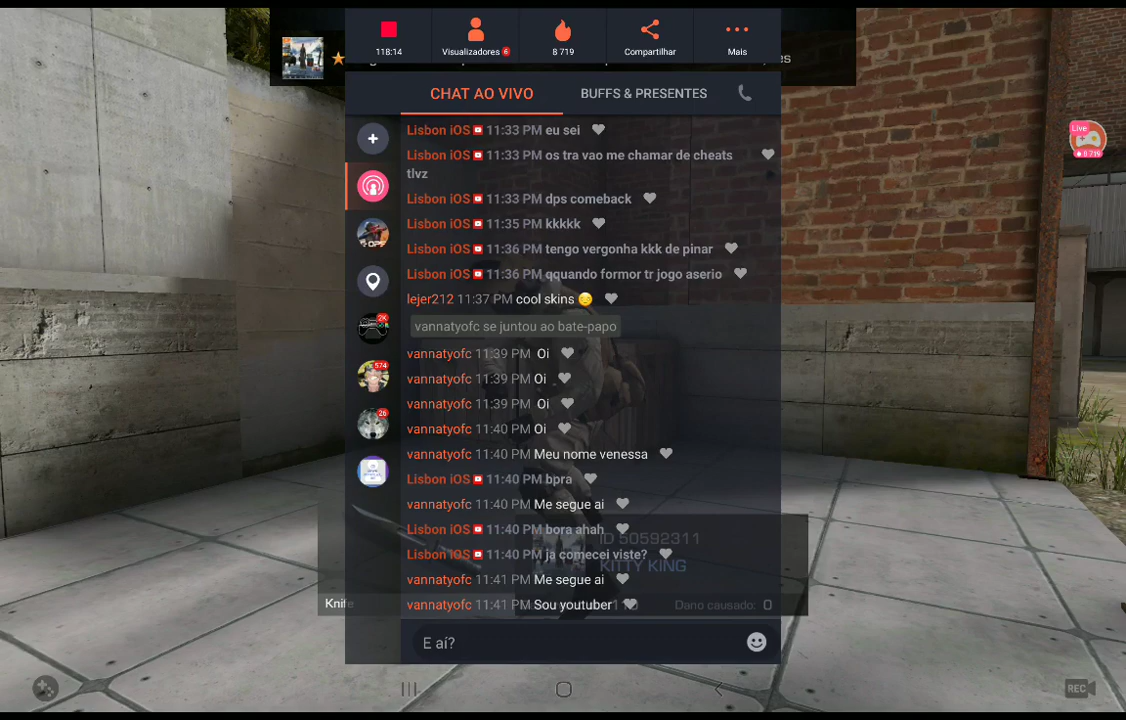 118:14
Visualizadores 6
8 719
Compartilhar
Mais
es
CHAT AO VIVO
BUFFS & PRESENTES
Live
8 719
Lisbon iOS 11:33 PM eu sei
Lisbon iOS 11:33 PM os tra vao me chamar de cheats
tlvz
Lisbon iOS 11:33 PM dps comeback
Lisbon iOS 11:35 PM kkkkk
OPS
Lisbon iOS 11:36 PM tengo vergonha kkk de pinar
Lisbon iOS 11:36 PM qquando formor tr jogo aserio
lejer212 11:37 PM cool skins 😏
2K
vannatyofc se juntou ao bate-papo
vannatyofc 11:39 PM Oi
574
vannatyofc 11:39 PM Oi
vannatyofc 11:39 PM Oi
26
vannatyofc 11:40 PM Oi
vannatyofc 11:40 PM Meu nome venessa
Lisbon iOS 11:40 PM bpra
vannatyofc 11:40 PM Me segue ai
Lisbon iOS 11:40 PM bora ahah
ID 50592311
Lisbon iOS 11:40 PM ja comecei viste?
KITTY KING
vannatyofc 11:41 PM Me segue ai
Knife
vannatyofc 11:41 PM Sou youtuber
Dano causado: 0
E aí?
REC